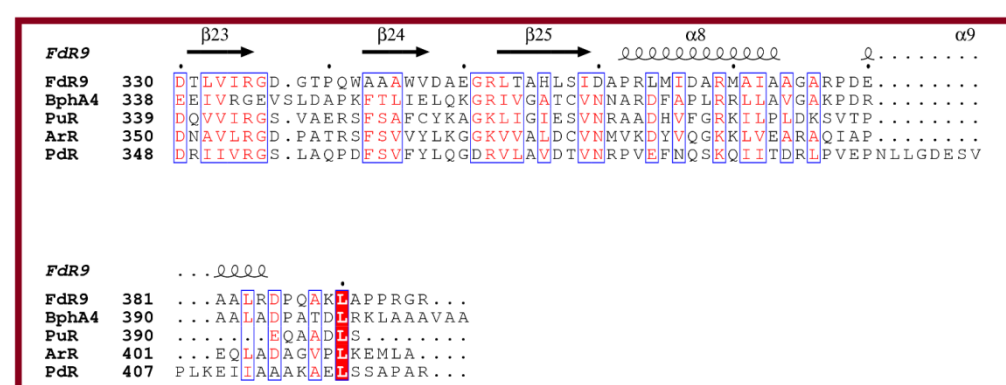 β23 β24 β25 α8 α9
FdR9
FdR9 330 DTLVIRGD.GTPQWAAAWVDAEGRLTAHLSIDAPRLMIDARMAIAAGARPDE........
BphA4 338 EEIVRGEVSLDAPKFTLIELQKGRIVGATCVNNARDFAPLRRLLAVGAKPDR........
PuR 339 DQVVIRGS.VAERSFSAFCYKAGKLIGIESVNRAADHVFGRKILPLDKSVTP........
ArR 350 DNAVLRGD.PATRSFSVVYLKGGKVVALDCVNMVKDYVQGKKLVEARAQIAP........
PdR 348 DRIIVRGS.LAQPDFSVFYLQGDRVLAVDTVNRPVEFNQSKQIITDRLPVEPNLLGDESV
FdR9 ...
FdR9 381 ...AALRDPQAKLAPPRGR...
BphA4 390 ...AALADPATDLRKLAAAVAA
PuR 390 .......EQAADLS........
ArR 401 ...EQLADAGVPLKEMLA....
PdR 407 PLKEIIAAAKAELSSAPAR...